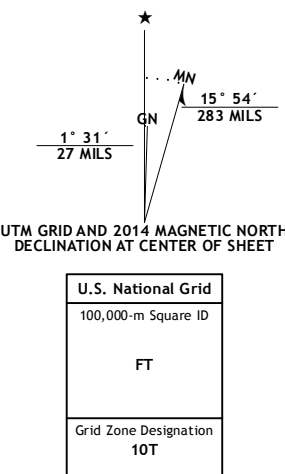 ★
MN
15° 54´
283 MILS
GN
1° 31´
27 MILS
UTM GRID AND 2014 MAGNETIC NORTH
DECLINATION AT CENTER OF SHEET
U.S. National Grid
100,000-m Square ID
FT
Grid Zone Designation
10T